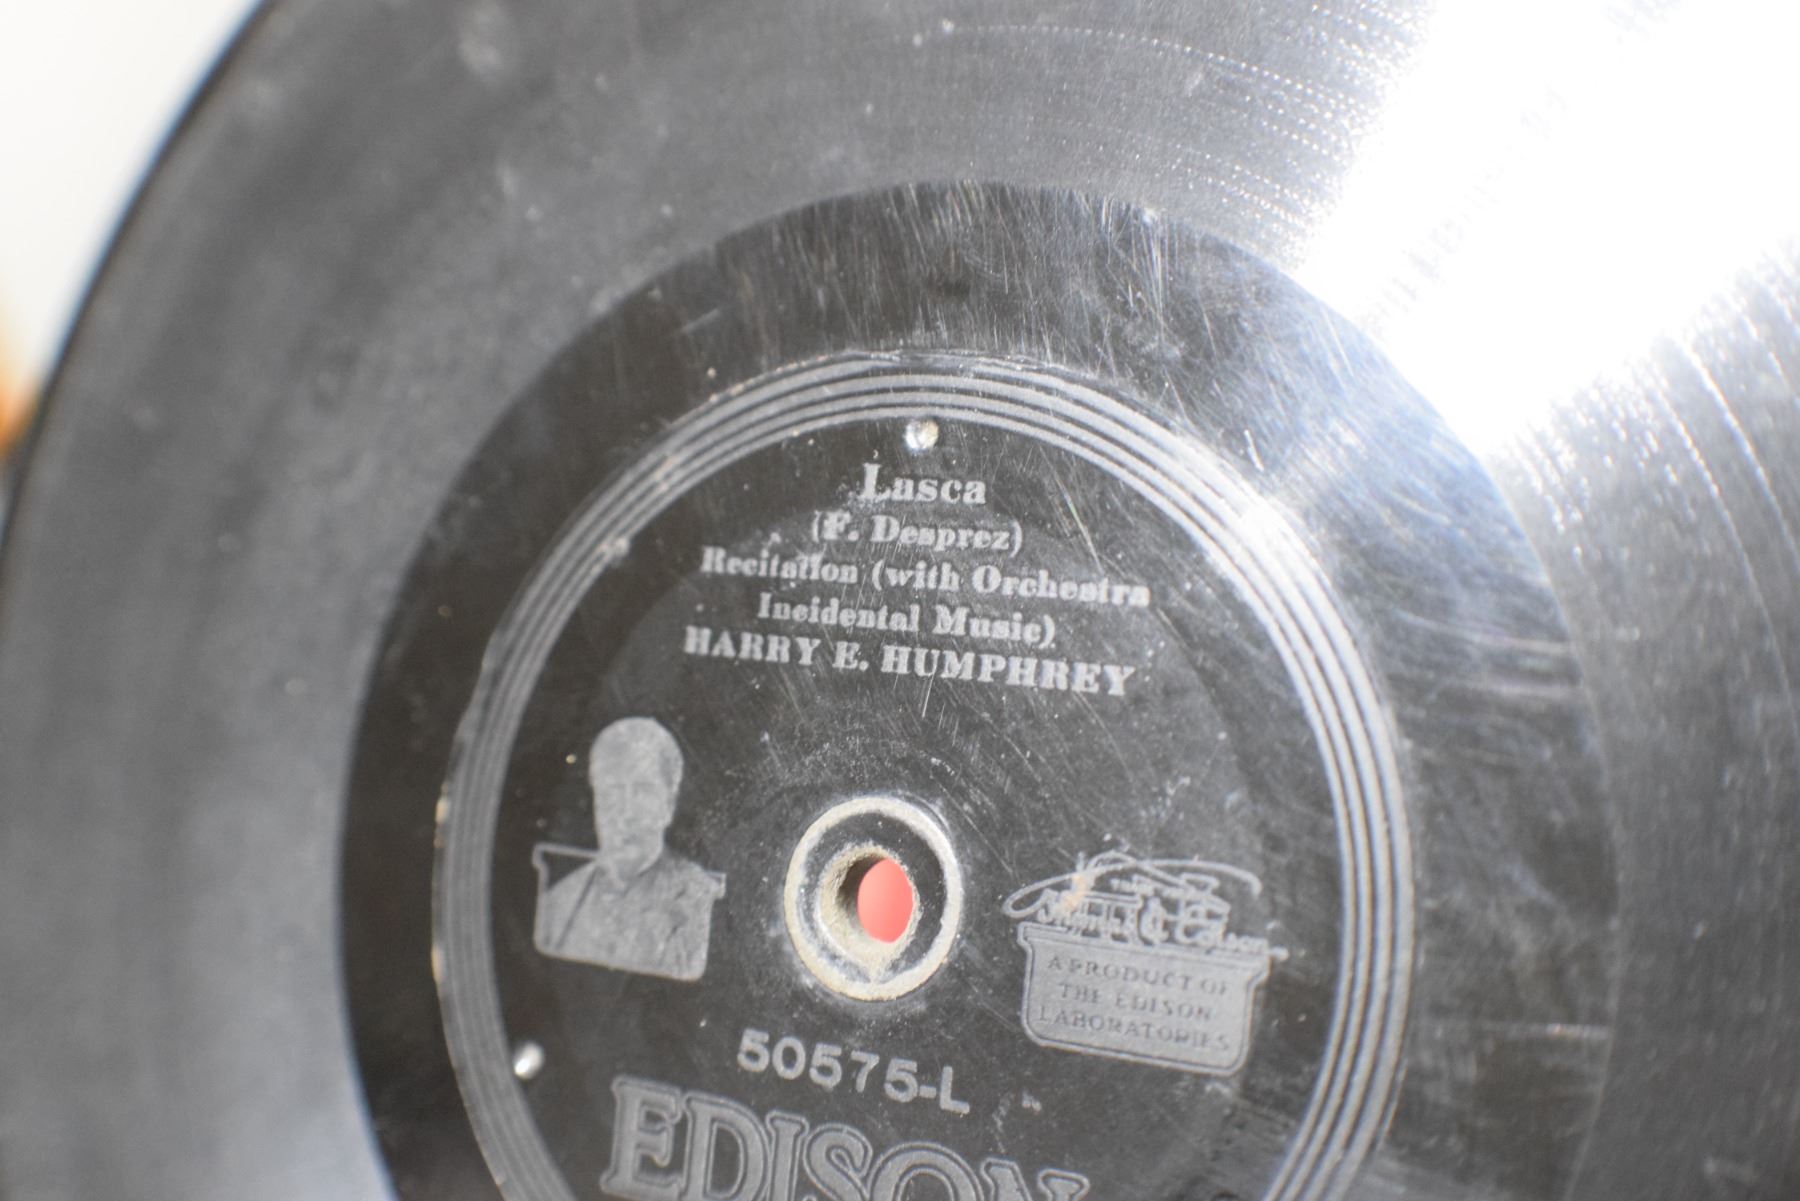 Lasca
(F. Desprez)
Recitation (with Orchestra
Incidental Music)
HARRY E. HUMPHREY
A PRODUCT OF
THE EDISON
LABORATORIES
50575-L
EDISON